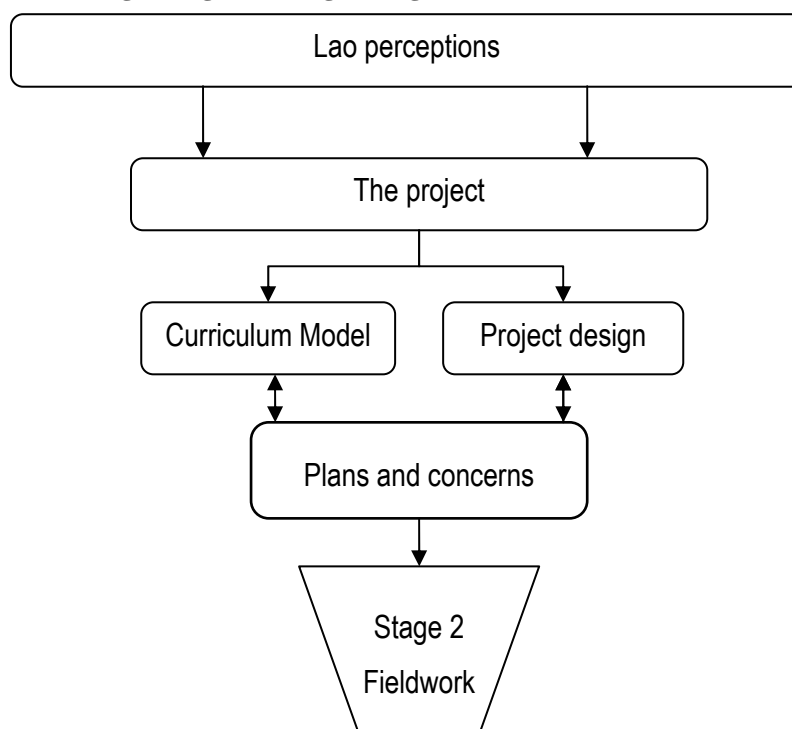 Lao perceptions
The project
Curriculum Model
Project design
Plans and concerns
Stage 2
Fieldwork